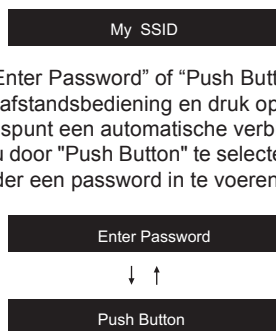 My SSID
Enter Password” of “Push Butt
afstandsbediening en druk op
spunt een automatische verb
u door "Push Button" te selecte
der een password in te voeren
Enter Password
↓ ↑
Push Button